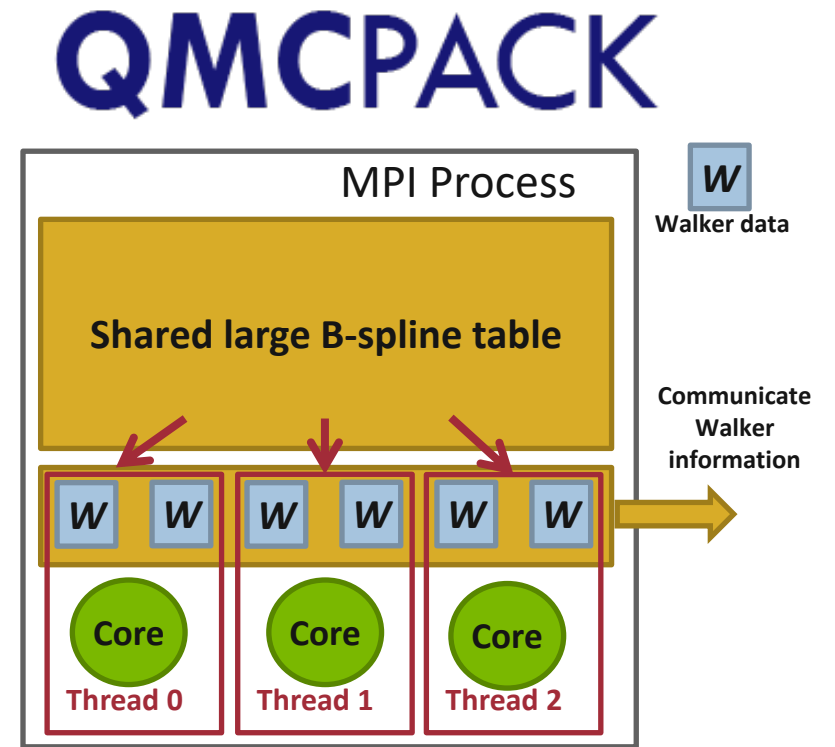 QMCPACK
MPI Process
W
Walker data
Shared large B-spline table
Communicate
Walker
information
W W W W W W
Core Core Core
Thread 0 Thread 1 Thread 2